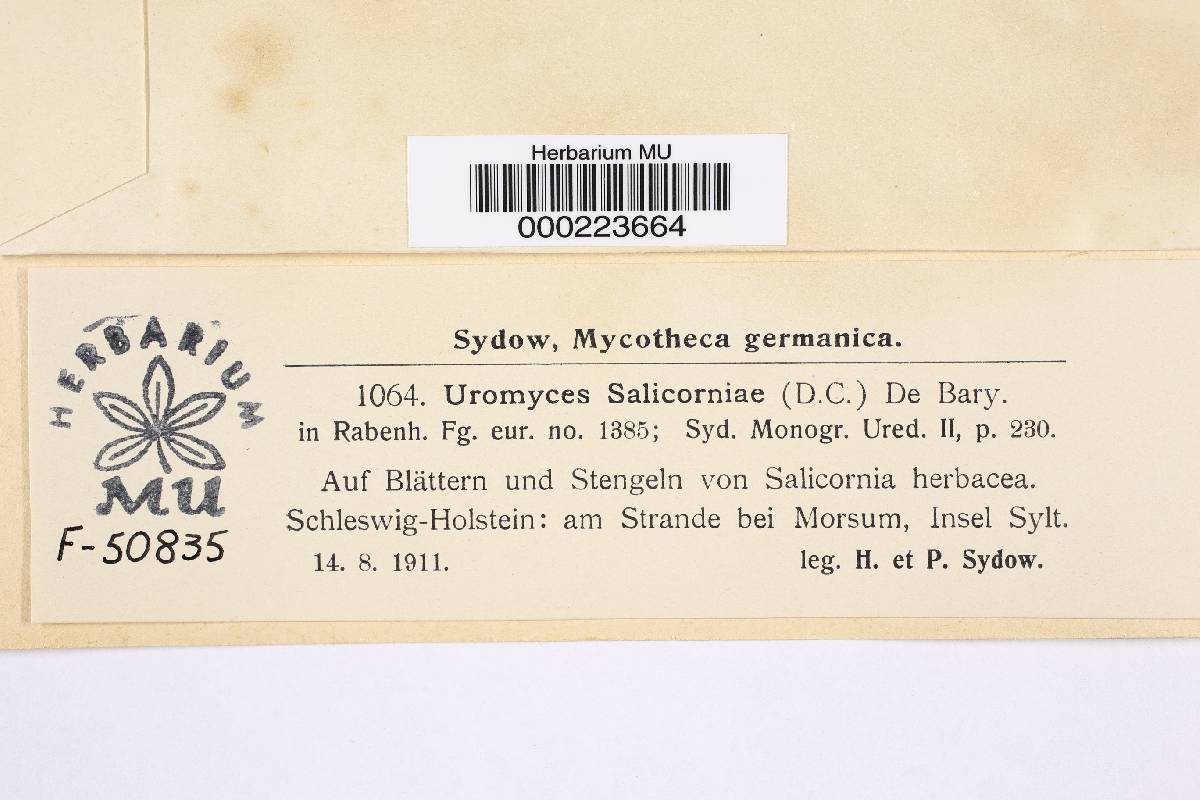 Herbarium MU
000223664
HERBARIUM
MU
F-50835
Sydow, Mycotheca germanica.
1064. Uromyces Salicorniae (D.C.) De Bary.
in Rabenh. Fg. eur. no. 1385; Syd. Monogr. Ured. II, p. 230.
Auf Blättern und Stengeln von Salicornia herbacea.
Schleswig-Holstein: am Strande bei Morsum, Insel Sylt.
14. 8. 1911. leg. H. et P. Sydow.